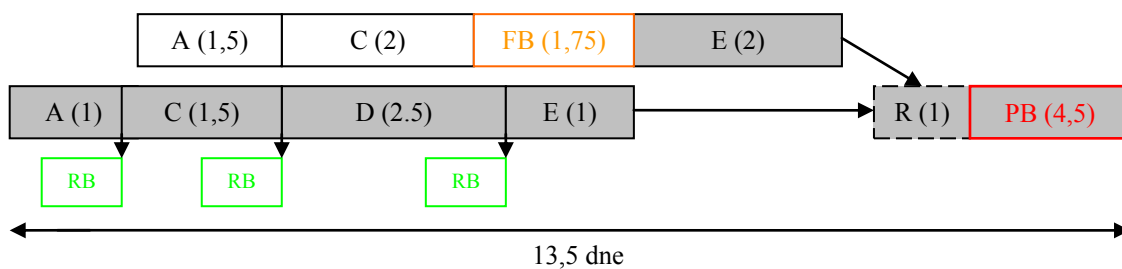 A (1,5) C (2) FB (1,75) E (2)
A (1) C (1,5) D (2.5) E (1) R (1) PB (4,5)
RB RB RB
13,5 dne